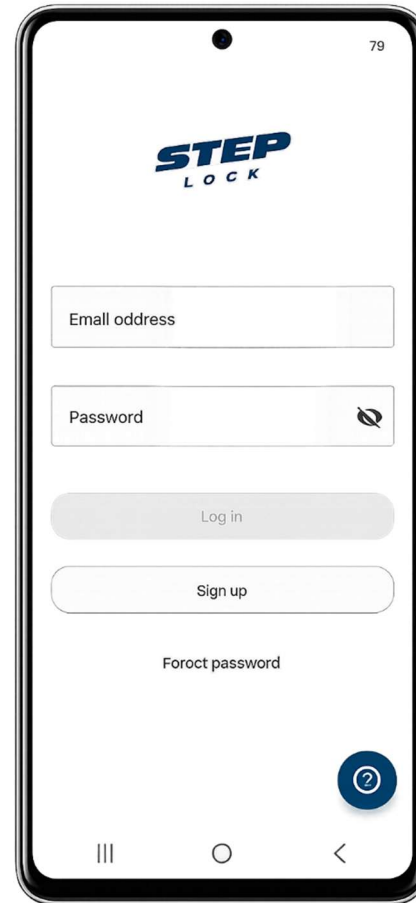 79
STEP
LOCK
Emall oddress
Password
Log in
Sign up
Foroct password
?